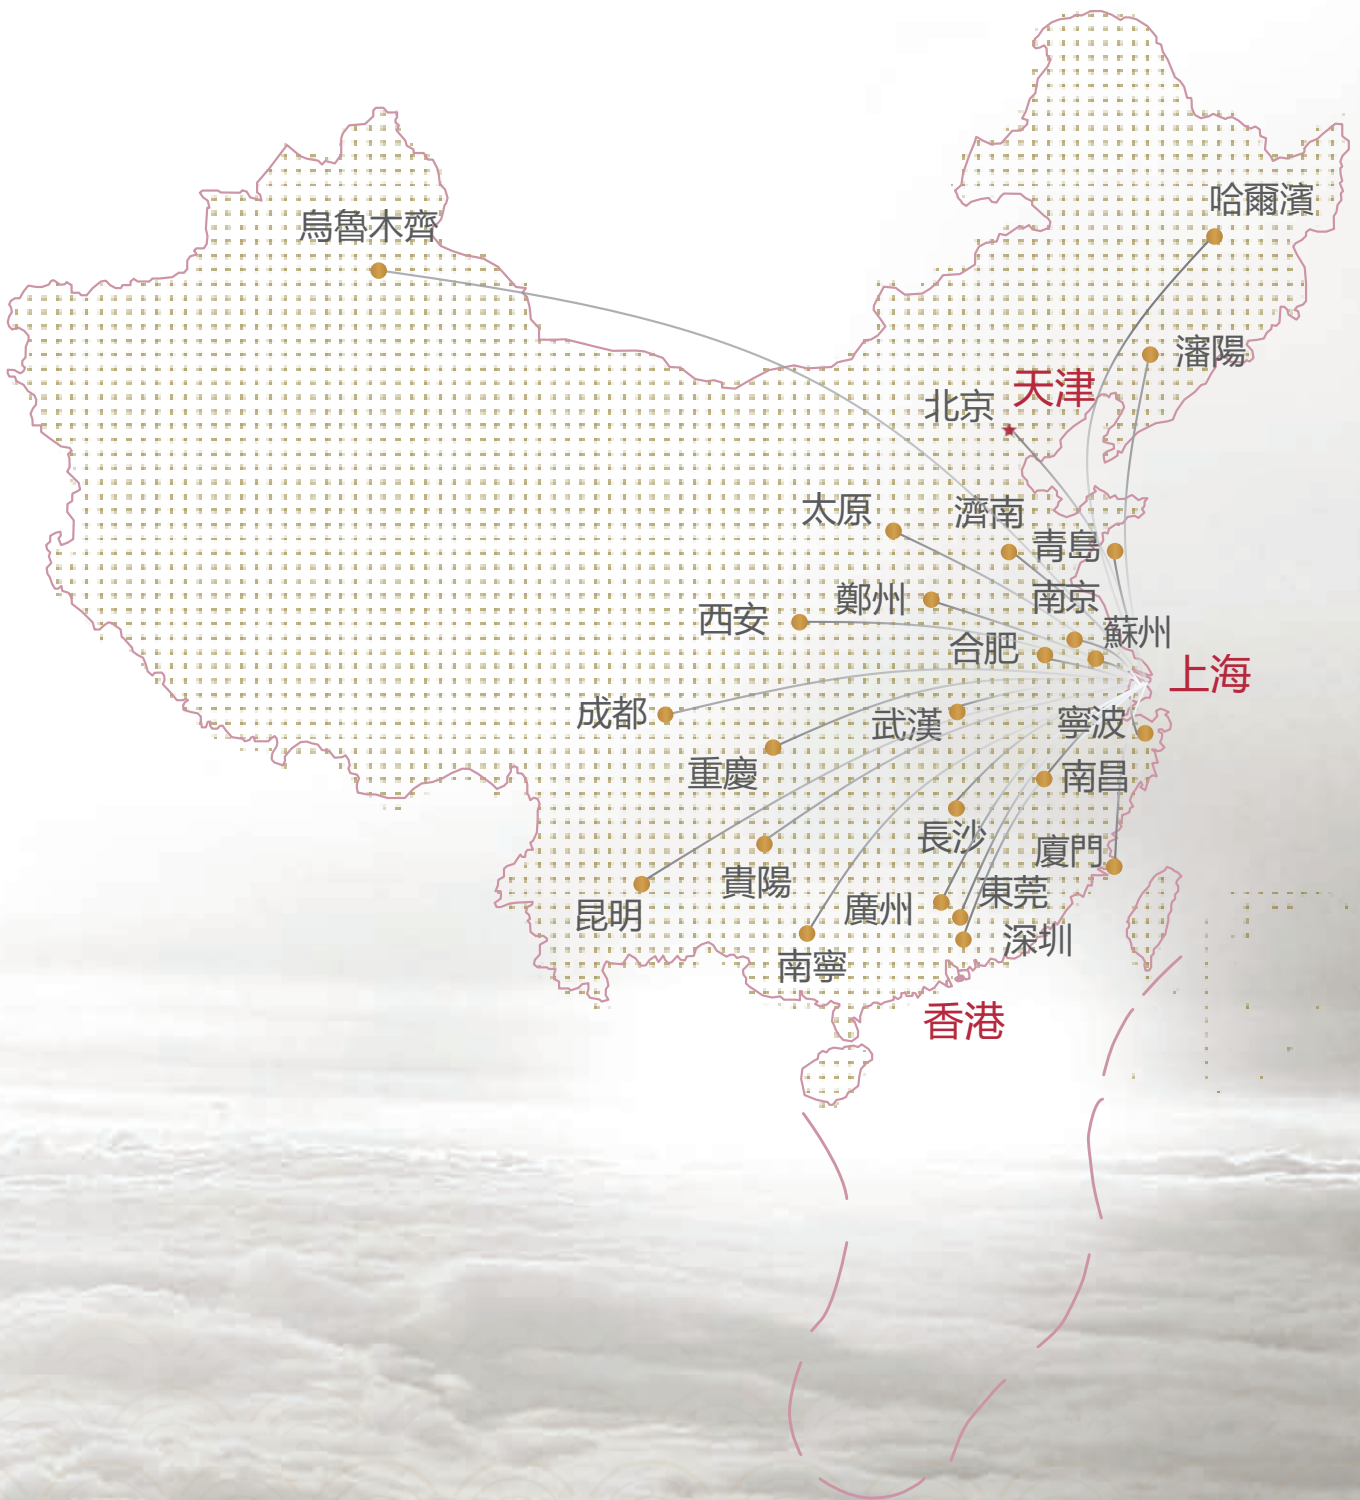 哈爾濱
烏魯木齊
瀋陽
天津
北京
太原
濟南
青島
鄭州
南京
西安
蘇州
合肥
上海
成都
武漢
寧波
重慶
南昌
長沙
廈門
貴陽
東莞
廣州
昆明
深圳
南寧
香港